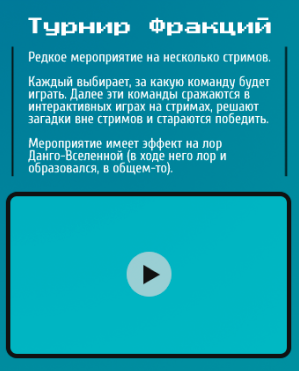 Турнир Фракций
Редкое мероприятие на несколько стримов.
Каждый выбирает, за какую команду будет
играть. Далее эти команды сражаются в
интерактивных играх на стримах, решают
загадки вне стримов и стараются победить.
Мероприятие имеет эффект на лор
Данго-Вселенной (в ходе него лор и
образовался, в общем-то).